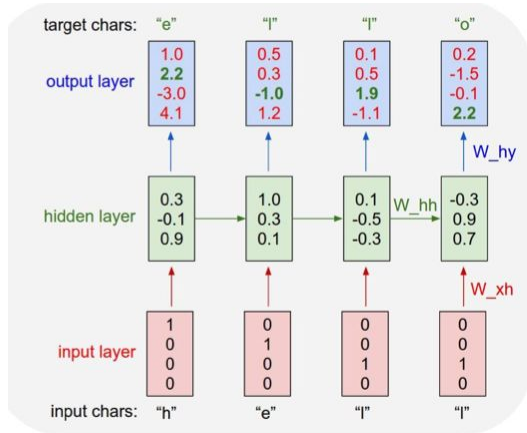 target chars: "e" "l" "l" "o"
output layer
1.0 0.5 0.1 0.2
2.2 0.3 0.5 -1.5
-3.0 -1.0 1.9 -0.1
4.1 1.2 -1.1 2.2
W_hy
hidden layer
0.3 1.0 0.1 W_hh -0.3
-0.1 0.3 -0.5 0.9
0.9 0.1 -0.3 0.7
W_xh
input layer
1 0 0 0
0 1 0 0
0 0 1 1
0 0 0 0
input chars: "h" "e" "l" "l"